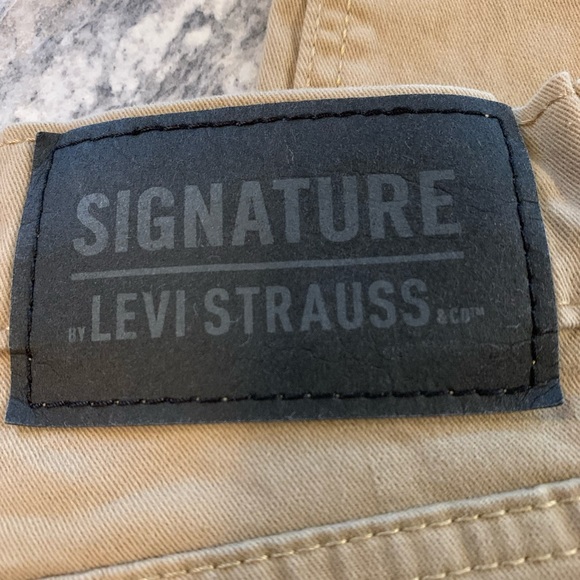 SIGNATURE
BY LEVI STRAUSS & CO™